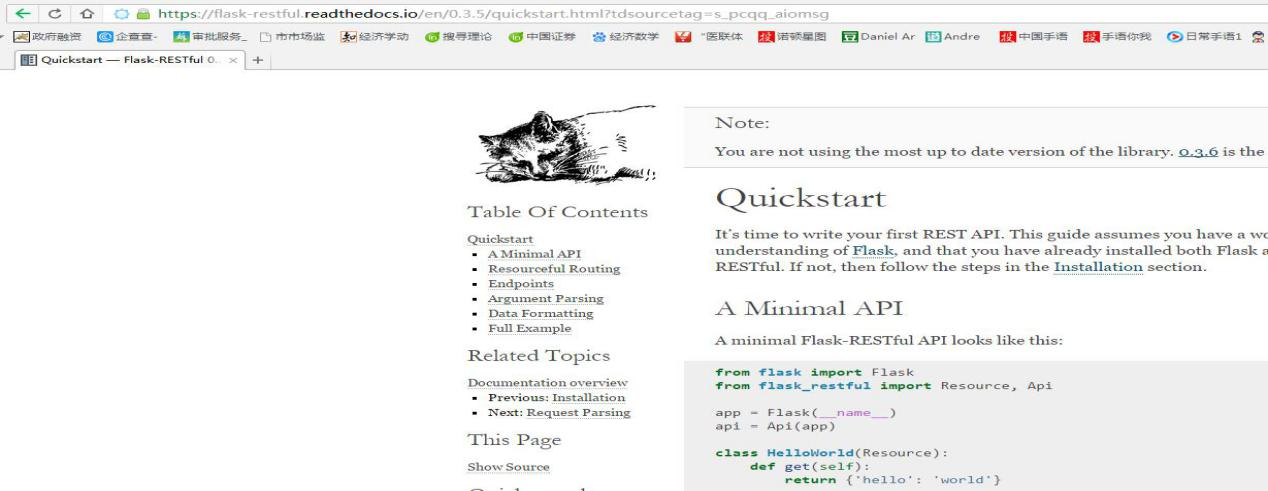 https://flask-restful.readthedocs.io/en/0.3.5/quickstart.html?tdsourcetag=s_pcqq_aiomsg
政府融资 企查查- 审批服务_ 市市场监 经济学动 搜寻理论 中国证券 经济数学 "医联体 诺顿星图 Daniel Ar Andre 中国手语 手语你我 日常手语1
Quickstart — Flask-RESTful 0.
Table Of Contents
Quickstart
A Minimal API
Resourceful Routing
Endpoints
Argument Parsing
Data Formatting
Full Example
Related Topics
Documentation overview
Previous: Installation
Next: Request Parsing
This Page
Show Source
Note:
You are not using the most up to date version of the library. 0.3.6 is the
Quickstart
It's time to write your first REST API. This guide assumes you have a wo
understanding of Flask, and that you have already installed both Flask a
RESTful. If not, then follow the steps in the Installation section.
A Minimal API
A minimal Flask-RESTful API looks like this:
from flask import Flask
from flask_restful import Resource, Api
app = Flask(__name__)
api = Api(app)
class HelloWorld(Resource):
def get(self):
return {'hello': 'world'}